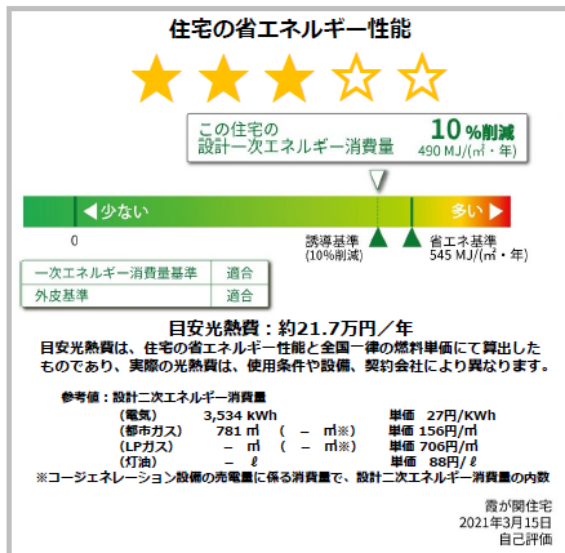 住宅の省エネルギー性能
この住宅の
設計一次エネルギー消費量
10%削減
490 MJ/(㎡・年)
◀少ない
多い▶
0
誘導基準
(10%削減)
省エネ基準
545 MJ/(㎡・年)
一次エネルギー消費量基準 適合
外皮基準 適合
目安光熱費:約21.7万円/年
目安光熱費は、住宅の省エネルギー性能と全国一律の燃料単価にて算出した
ものであり、実際の光熱費は、使用条件や設備、契約会社により異なります。
参考値:設計二次エネルギー消費量
(電気) 3,534 kWh 単価 27円/KWh
(都市ガス) 781 ㎥ ( – ㎥※) 単価 156円/㎥
(LPガス) – ㎥ ( – ㎥※) 単価 706円/㎥
(灯油) – ℓ 単価 88円/ℓ
※コージェネレーション設備の売電量に係る消費量で、設計二次エネルギー消費量の内数
霞が関住宅
2021年3月15日
自己評価